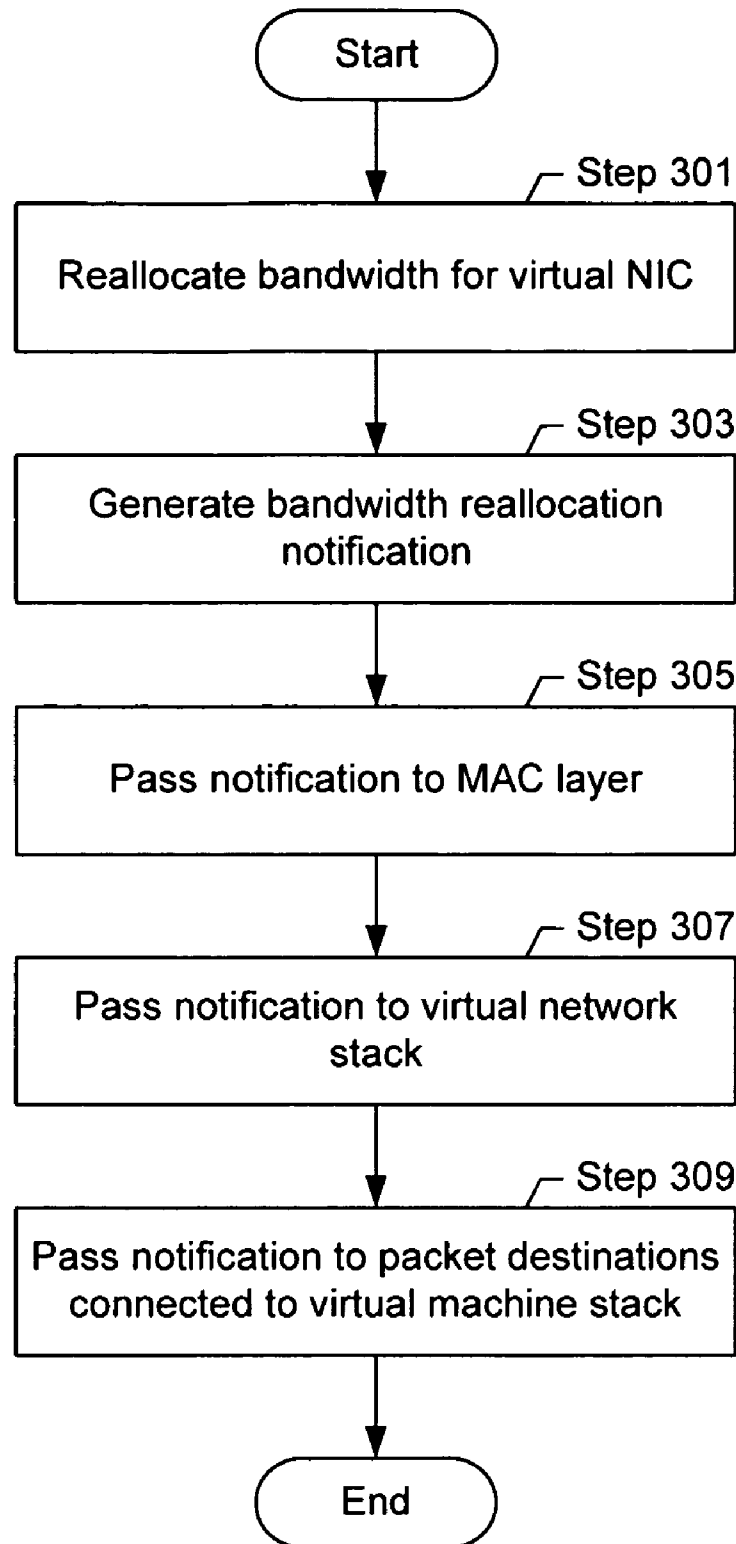 Start
Step 301
Reallocate bandwidth for virtual NIC
Step 303
Generate bandwidth reallocation
notification
Step 305
Pass notification to MAC layer
Step 307
Pass notification to virtual network
stack
Step 309
Pass notification to packet destinations
connected to virtual machine stack
End